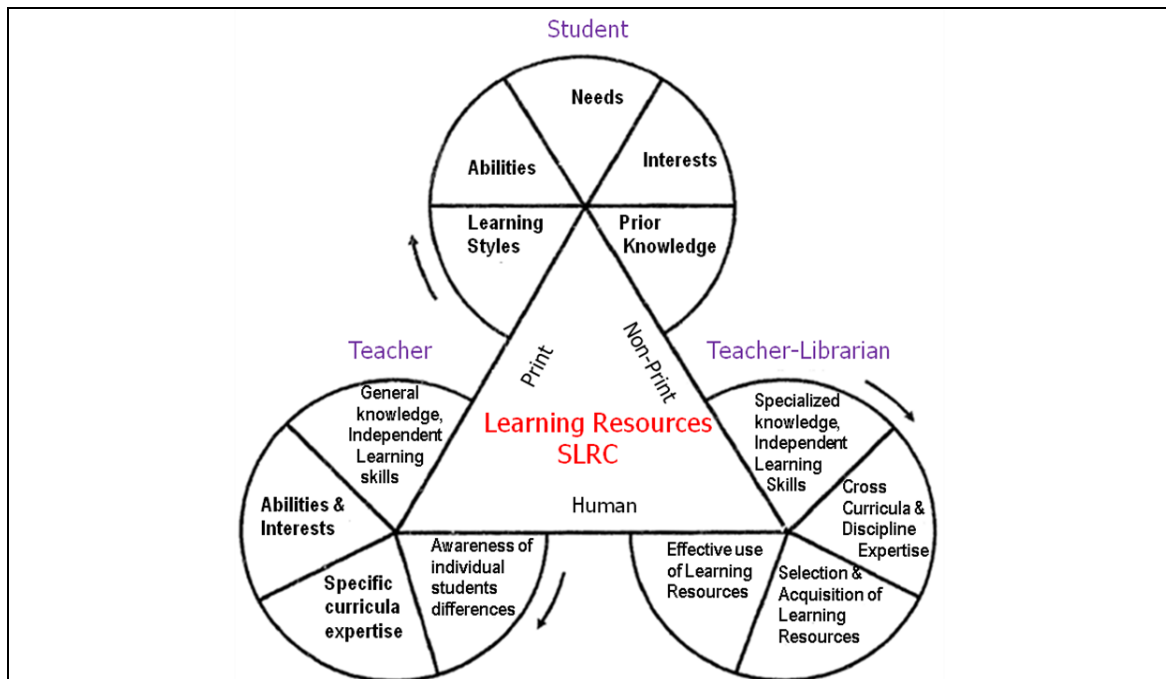 Student
Needs
Abilities
Interests
Learning
Styles
Prior
Knowledge
Teacher
Print
Non-Print
Teacher-Librarian
General
knowledge,
Independent
Learning
skills
Learning Resources
SLRC
Specialized
knowledge,
Independent
Learning
Skills
Abilities &
Interests
Human
Cross
Curricula &
Discipline
Expertise
Specific
curricula
expertise
Awareness of
individual
students
differences
Effective use
of Learning
Resources
Selection &
Acquisition of
Learning
Resources